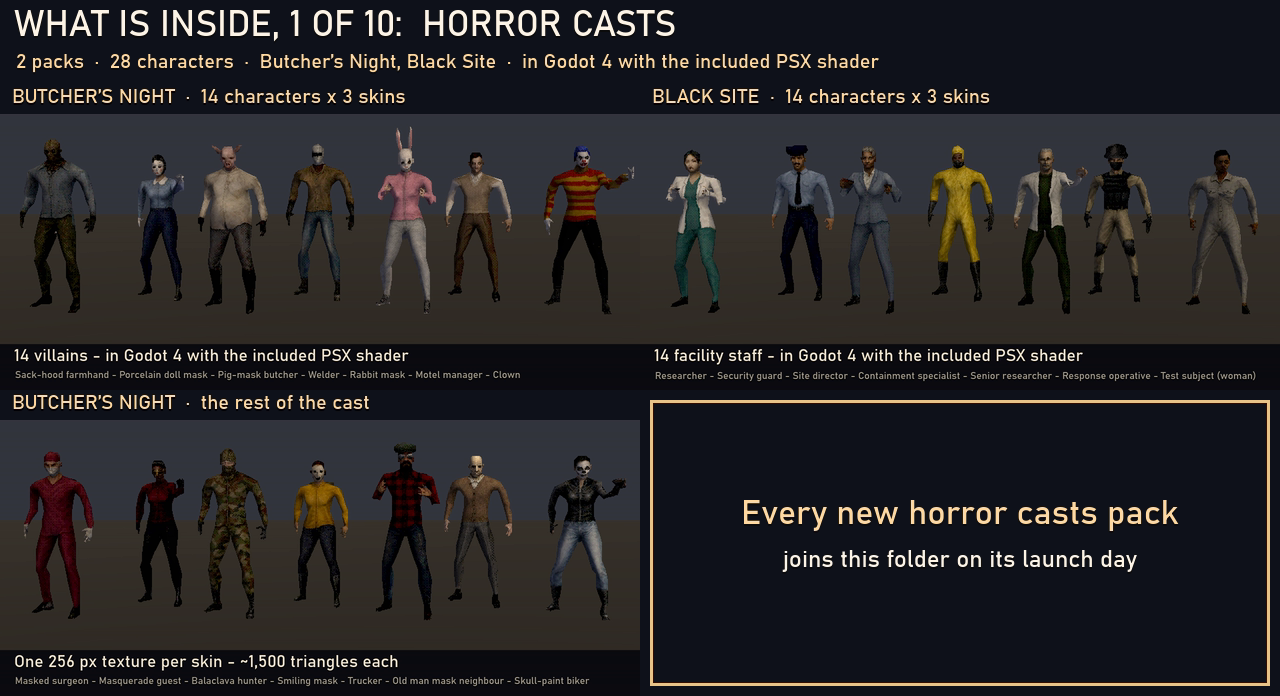 WHAT IS INSIDE, 1 OF 10: HORROR CASTS
2 packs · 28 characters · Butcher's Night, Black Site · in Godot 4 with the included PSX shader
BUTCHER'S NIGHT · 14 characters x 3 skins
14 villains - in Godot 4 with the included PSX shader
Sack-hood farmhand - Porcelain doll mask - Pig-mask butcher - Welder - Rabbit mask - Motel manager - Clown
BLACK SITE · 14 characters x 3 skins
14 facility staff - in Godot 4 with the included PSX shader
Researcher - Security guard - Site director - Containment specialist - Senior researcher - Response operative - Test subject (woman)
BUTCHER'S NIGHT · the rest of the cast
One 256 px texture per skin - ~1,500 triangles each
Masked surgeon - Masquerade guest - Balaclava hunter - Smiling mask - Trucker - Old man mask neighbour - Skull-paint biker
Every new horror casts pack
joins this folder on its launch day